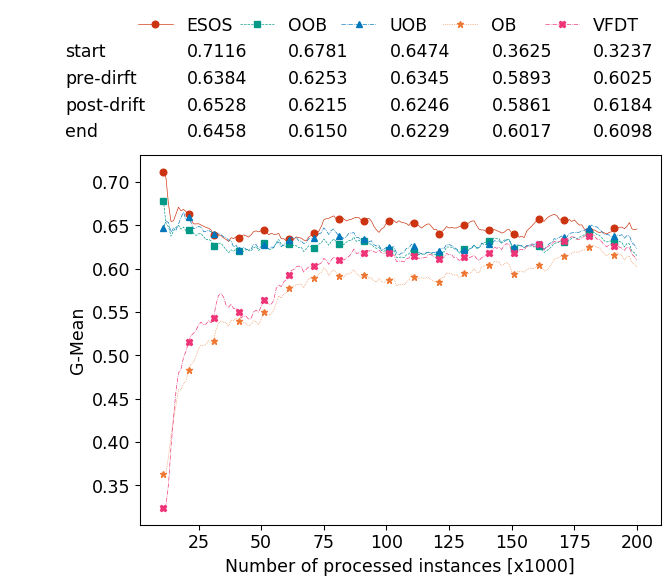 ESOS OOB UOB OB VFDT
start 0.7116 0.6781 0.6474 0.3625 0.3237
pre-dirft 0.6384 0.6253 0.6345 0.5893 0.6025
post-drift 0.6528 0.6215 0.6246 0.5861 0.6184
end 0.6458 0.6150 0.6229 0.6017 0.6098
0.70
0.65
0.60
0.55
0.50
0.45
0.40
0.35
G-Mean
25 50 75 100 125 150 175 200
Number of processed instances [x1000]